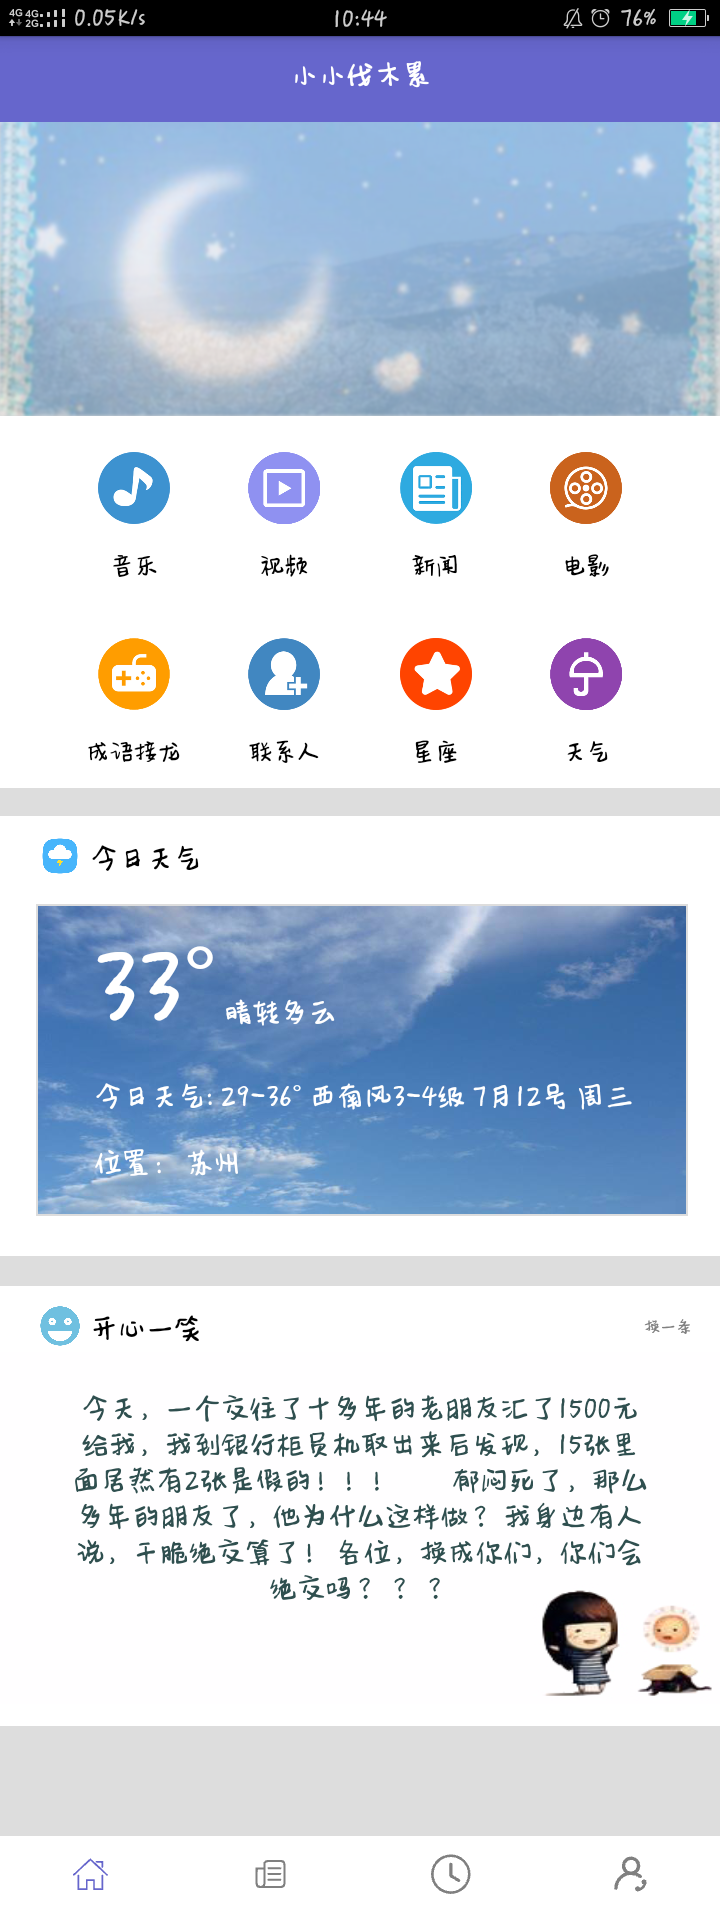 4G 4G 2G 0.05K/s 10:44 76%
小小伐木累
音乐 视频 新闻 电影
成语接龙 联系人 星座 天气
今日天气
33° 晴转多云
今日天气: 29-36° 西南风3-4级 7月12号 周三
位置： 苏州
开心一笑 换一条
今天，一个交往了十多年的老朋友汇了1500元
给我，我到银行柜员机取出来后发现，15张里
面居然有2张是假的！！！ 郁闷死了，那么
多年的朋友了，他为什么这样做？我身边有人
说，干脆绝交算了！各位，换成你们，你们会
绝交吗？？？